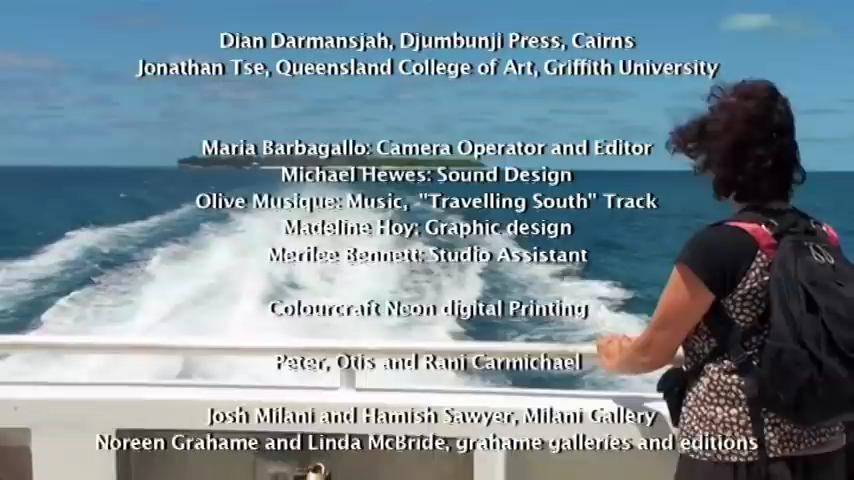 Dian Darmansjah, Djumbunji Press, Cairns
Jonathan Tse, Queensland College of Art, Griffith University
Maria Barbagallo: Camera Operator and Editor
Michael Hewes: Sound Design
Olive Musique: Music, "Travelling South" Track
Madeline Hoy: Graphic design
Merilee Bennett: Studio Assistant
Colourcraft Neon digital Printing
Peter, Otis and Rani Carmichael
Josh Milani and Hamish Sawyer, Milani Gallery
Noreen Grahame and Linda McBride, grahame galleries and editions